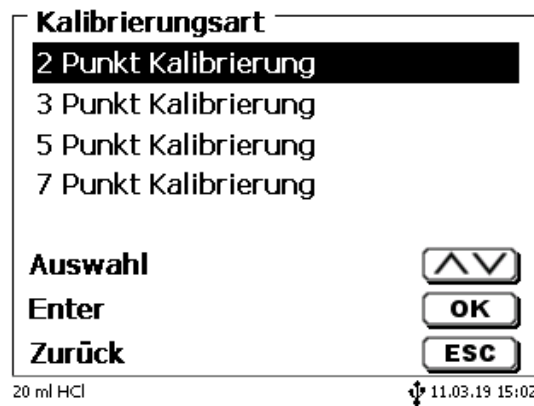 Kalibrierungsart
2 Punkt Kalibrierung
3 Punkt Kalibrierung
5 Punkt Kalibrierung
7 Punkt Kalibrierung
Auswahl
Enter OK
Zurück ESC
20 ml HCl 11.03.19 15:02